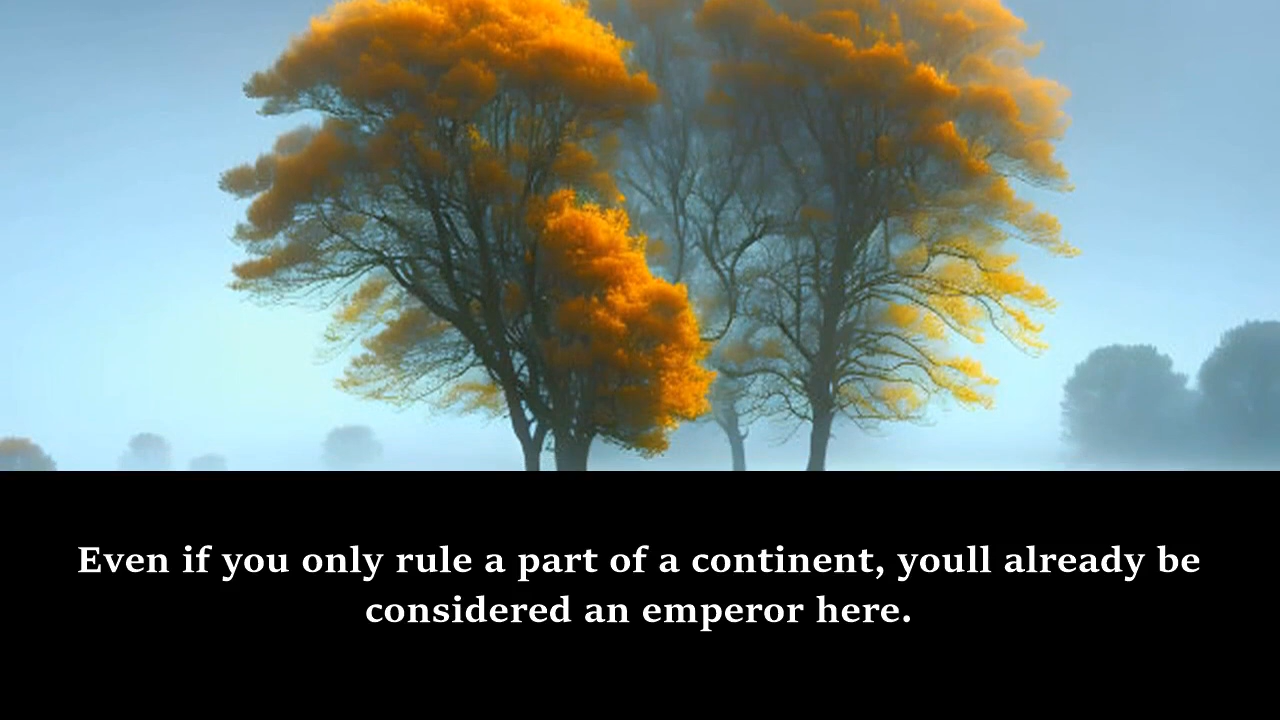 Even if you only rule a part of a continent, youll already be
considered an emperor here.